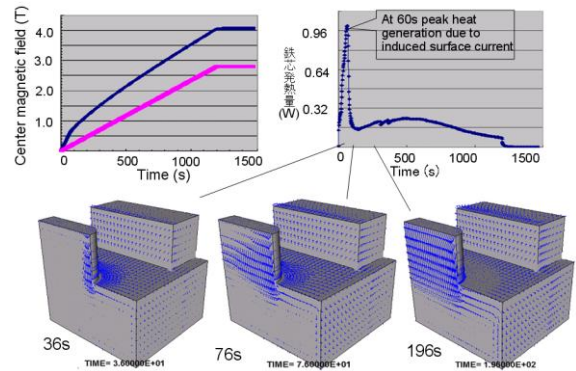 Center magnetic field (T)
4.0
3.0
2.0
1.0
0
500
1000
1500
Time (s)
At 60s peak heat
generation due to
induced surface current
鉄芯発熱量
(W)
0.96
0.64
0.32
0
500
1000
1500
Time (s)
36s
TIME= 3.60000E+01
76s
TIME= 7.60000E+01
196s
TIME= 1.96000E+02